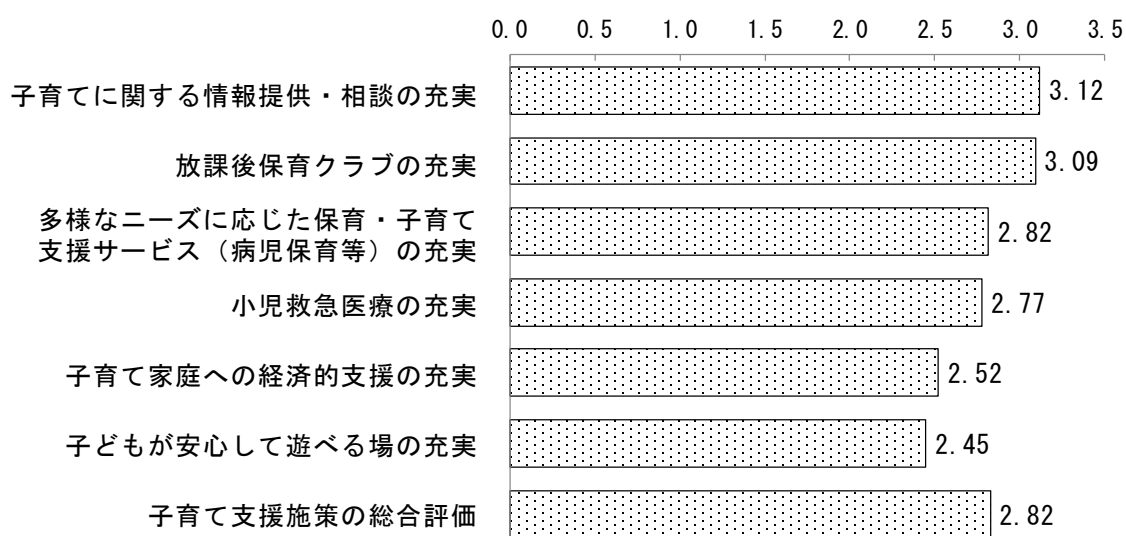 0.0 0.5 1.0 1.5 2.0 2.5 3.0 3.5
子育てに関する情報提供・相談の充実 3.12
放課後保育クラブの充実 3.09
多様なニーズに応じた保育・子育て
支援サービス（病児保育等）の充実 2.82
小児救急医療の充実 2.77
子育て家庭への経済的支援の充実 2.52
子どもが安心して遊べる場の充実 2.45
子育て支援施策の総合評価 2.82